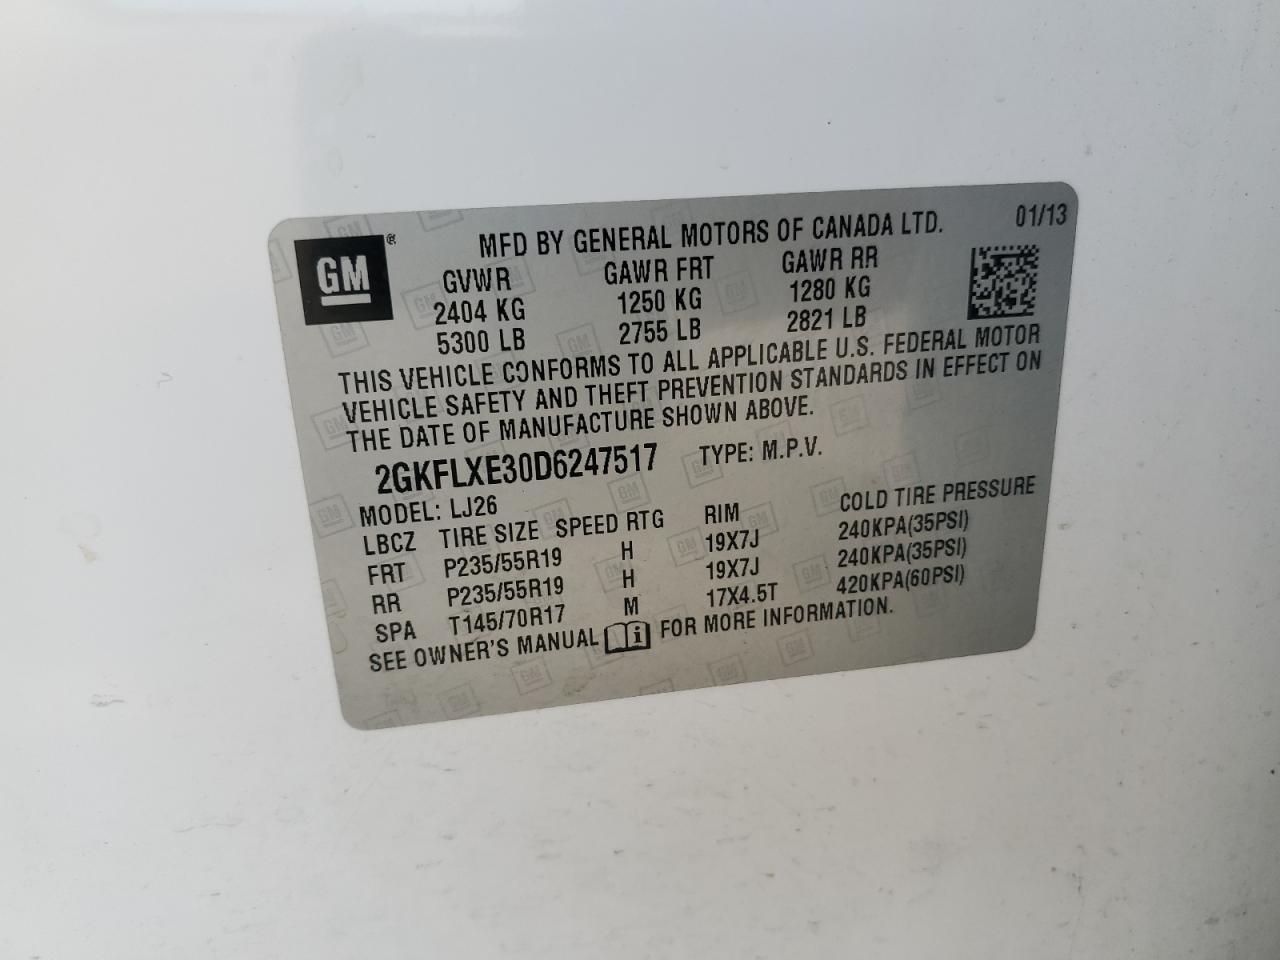 GM ®
MFD BY GENERAL MOTORS OF CANADA LTD. 01/13
GVWR GAWR FRT GAWR RR
2404 KG 1250 KG 1280 KG
5300 LB 2755 LB 2821 LB
THIS VEHICLE CONFORMS TO ALL APPLICABLE U.S. FEDERAL MOTOR
VEHICLE SAFETY AND THEFT PREVENTION STANDARDS IN EFFECT ON
THE DATE OF MANUFACTURE SHOWN ABOVE.
2GKFLXE30D6247517 TYPE: M.P.V.
MODEL: LJ26
LBCZ TIRE SIZE SPEED RTG RIM COLD TIRE PRESSURE
FRT P235/55R19 H 19X7J 240KPA(35PSI)
RR P235/55R19 H 19X7J 240KPA(35PSI)
SPA T145/70R17 M 17X4.5T 420KPA(60PSI)
SEE OWNER'S MANUAL i FOR MORE INFORMATION.